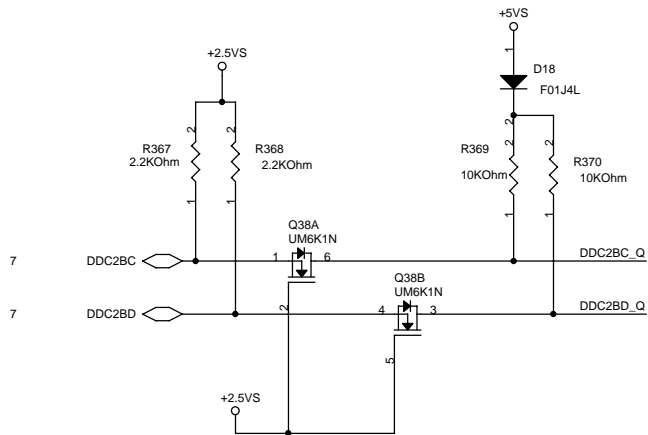 +5VS
1
D18
F01J4L
+2.5VS
2
2
R367
2.2KOhm
R368
2.2KOhm
1
1
2
2
R369
10KOhm
R370
10KOhm
1
1
Q38A
UM6K1N
7
DDC2BC
1
6
DDC2BC_Q
2
Q38B
UM6K1N
7
DDC2BD
4
3
DDC2BD_Q
5
+2.5VS